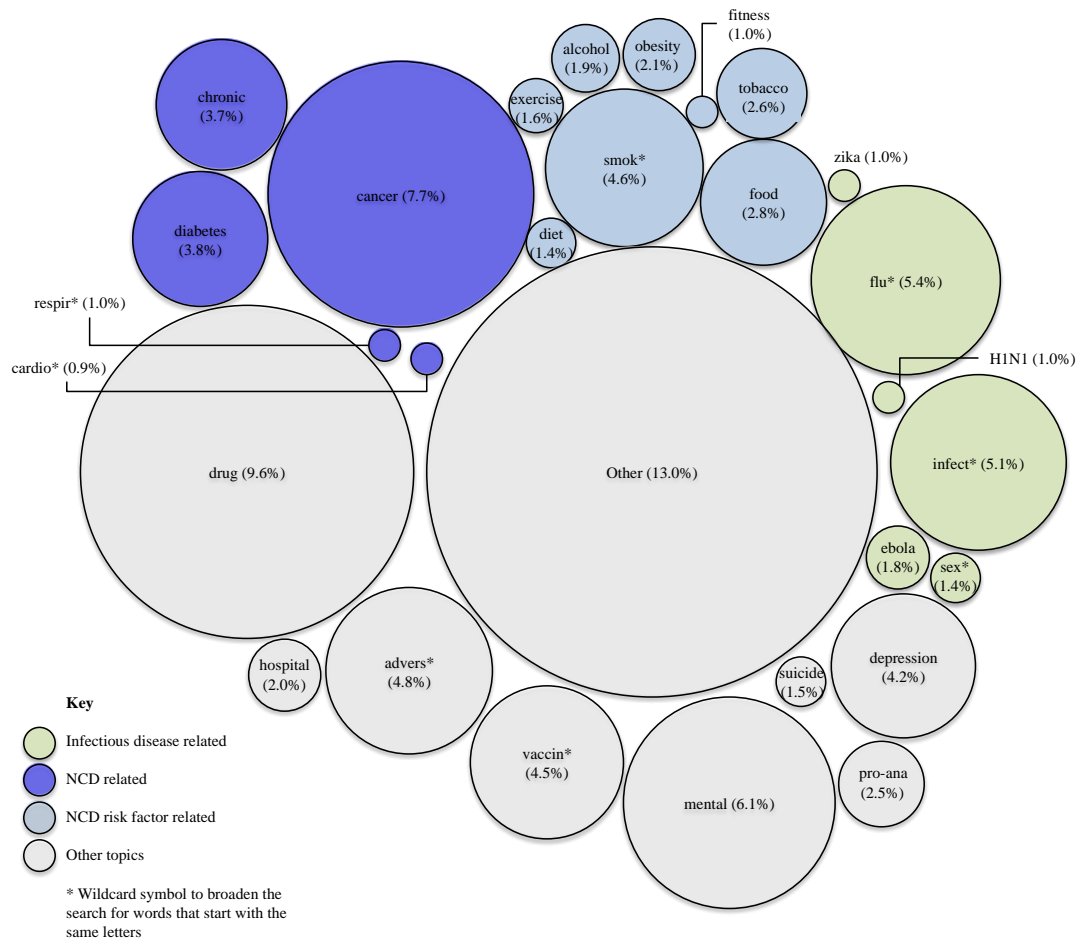 fitness
(1.0%)
alcohol
(1.9%)
obesity
(2.1%)
chronic
(3.7%)
exercise
(1.6%)
tobacco
(2.6%)
smok*
(4.6%)
zika (1.0%)
cancer (7.7%)
food
(2.8%)
diabetes
(3.8%)
diet
(1.4%)
flu* (5.4%)
respir* (1.0%)
cardio* (0.9%)
H1N1 (1.0%)
drug (9.6%)
Other (13.0%)
infect* (5.1%)
ebola
(1.8%)
sex*
(1.4%)
hospital
(2.0%)
advers*
(4.8%)
suicide
(1.5%)
depression
(4.2%)
vaccin*
(4.5%)
mental (6.1%)
pro-ana
(2.5%)
Key
Infectious disease related
NCD related
NCD risk factor related
Other topics
* Wildcard symbol to broaden the
search for words that start with the
same letters